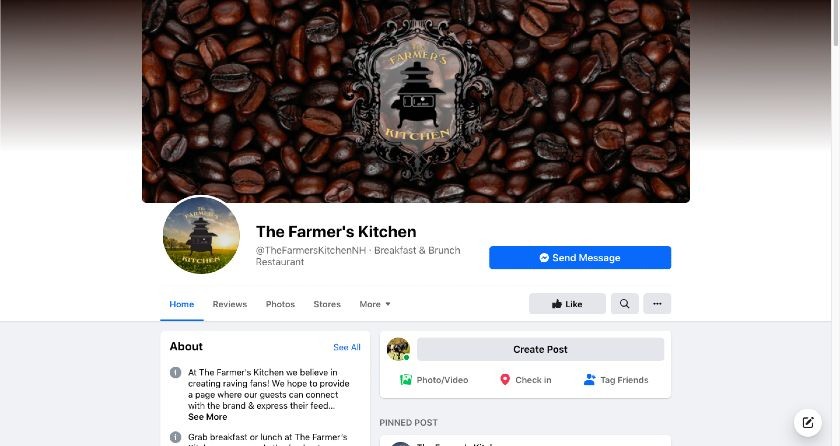 THE
FARMER'S
KITCHEN
THE
FARMER'S
KITCHEN
The Farmer's Kitchen
@TheFarmersKitchenNH · Breakfast & Brunch
Restaurant
Send Message
Home Reviews Photos Stores More
Like
About See All
At The Farmer's Kitchen we believe in
creating raving fans! We hope to provide
a page where our guests can connect
with the brand & express their feed...
See More
Grab breakfast or lunch at The Farmer's
Create Post
Photo/Video Check in Tag Friends
PINNED POST